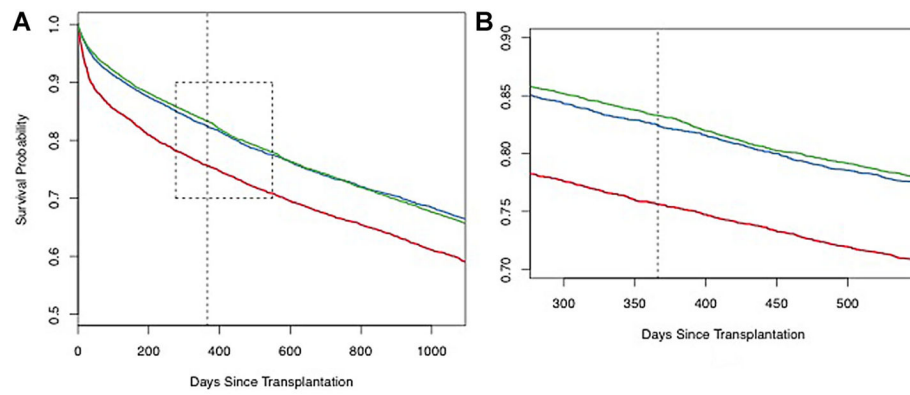 A
Survival Probability
1.0
0.9
0.8
0.7
0.6
0.5
0 200 400 600 800 1000
Days Since Transplantation
B
0.90
0.85
0.80
0.75
0.70
300 350 400 450 500
Days Since Transplantation